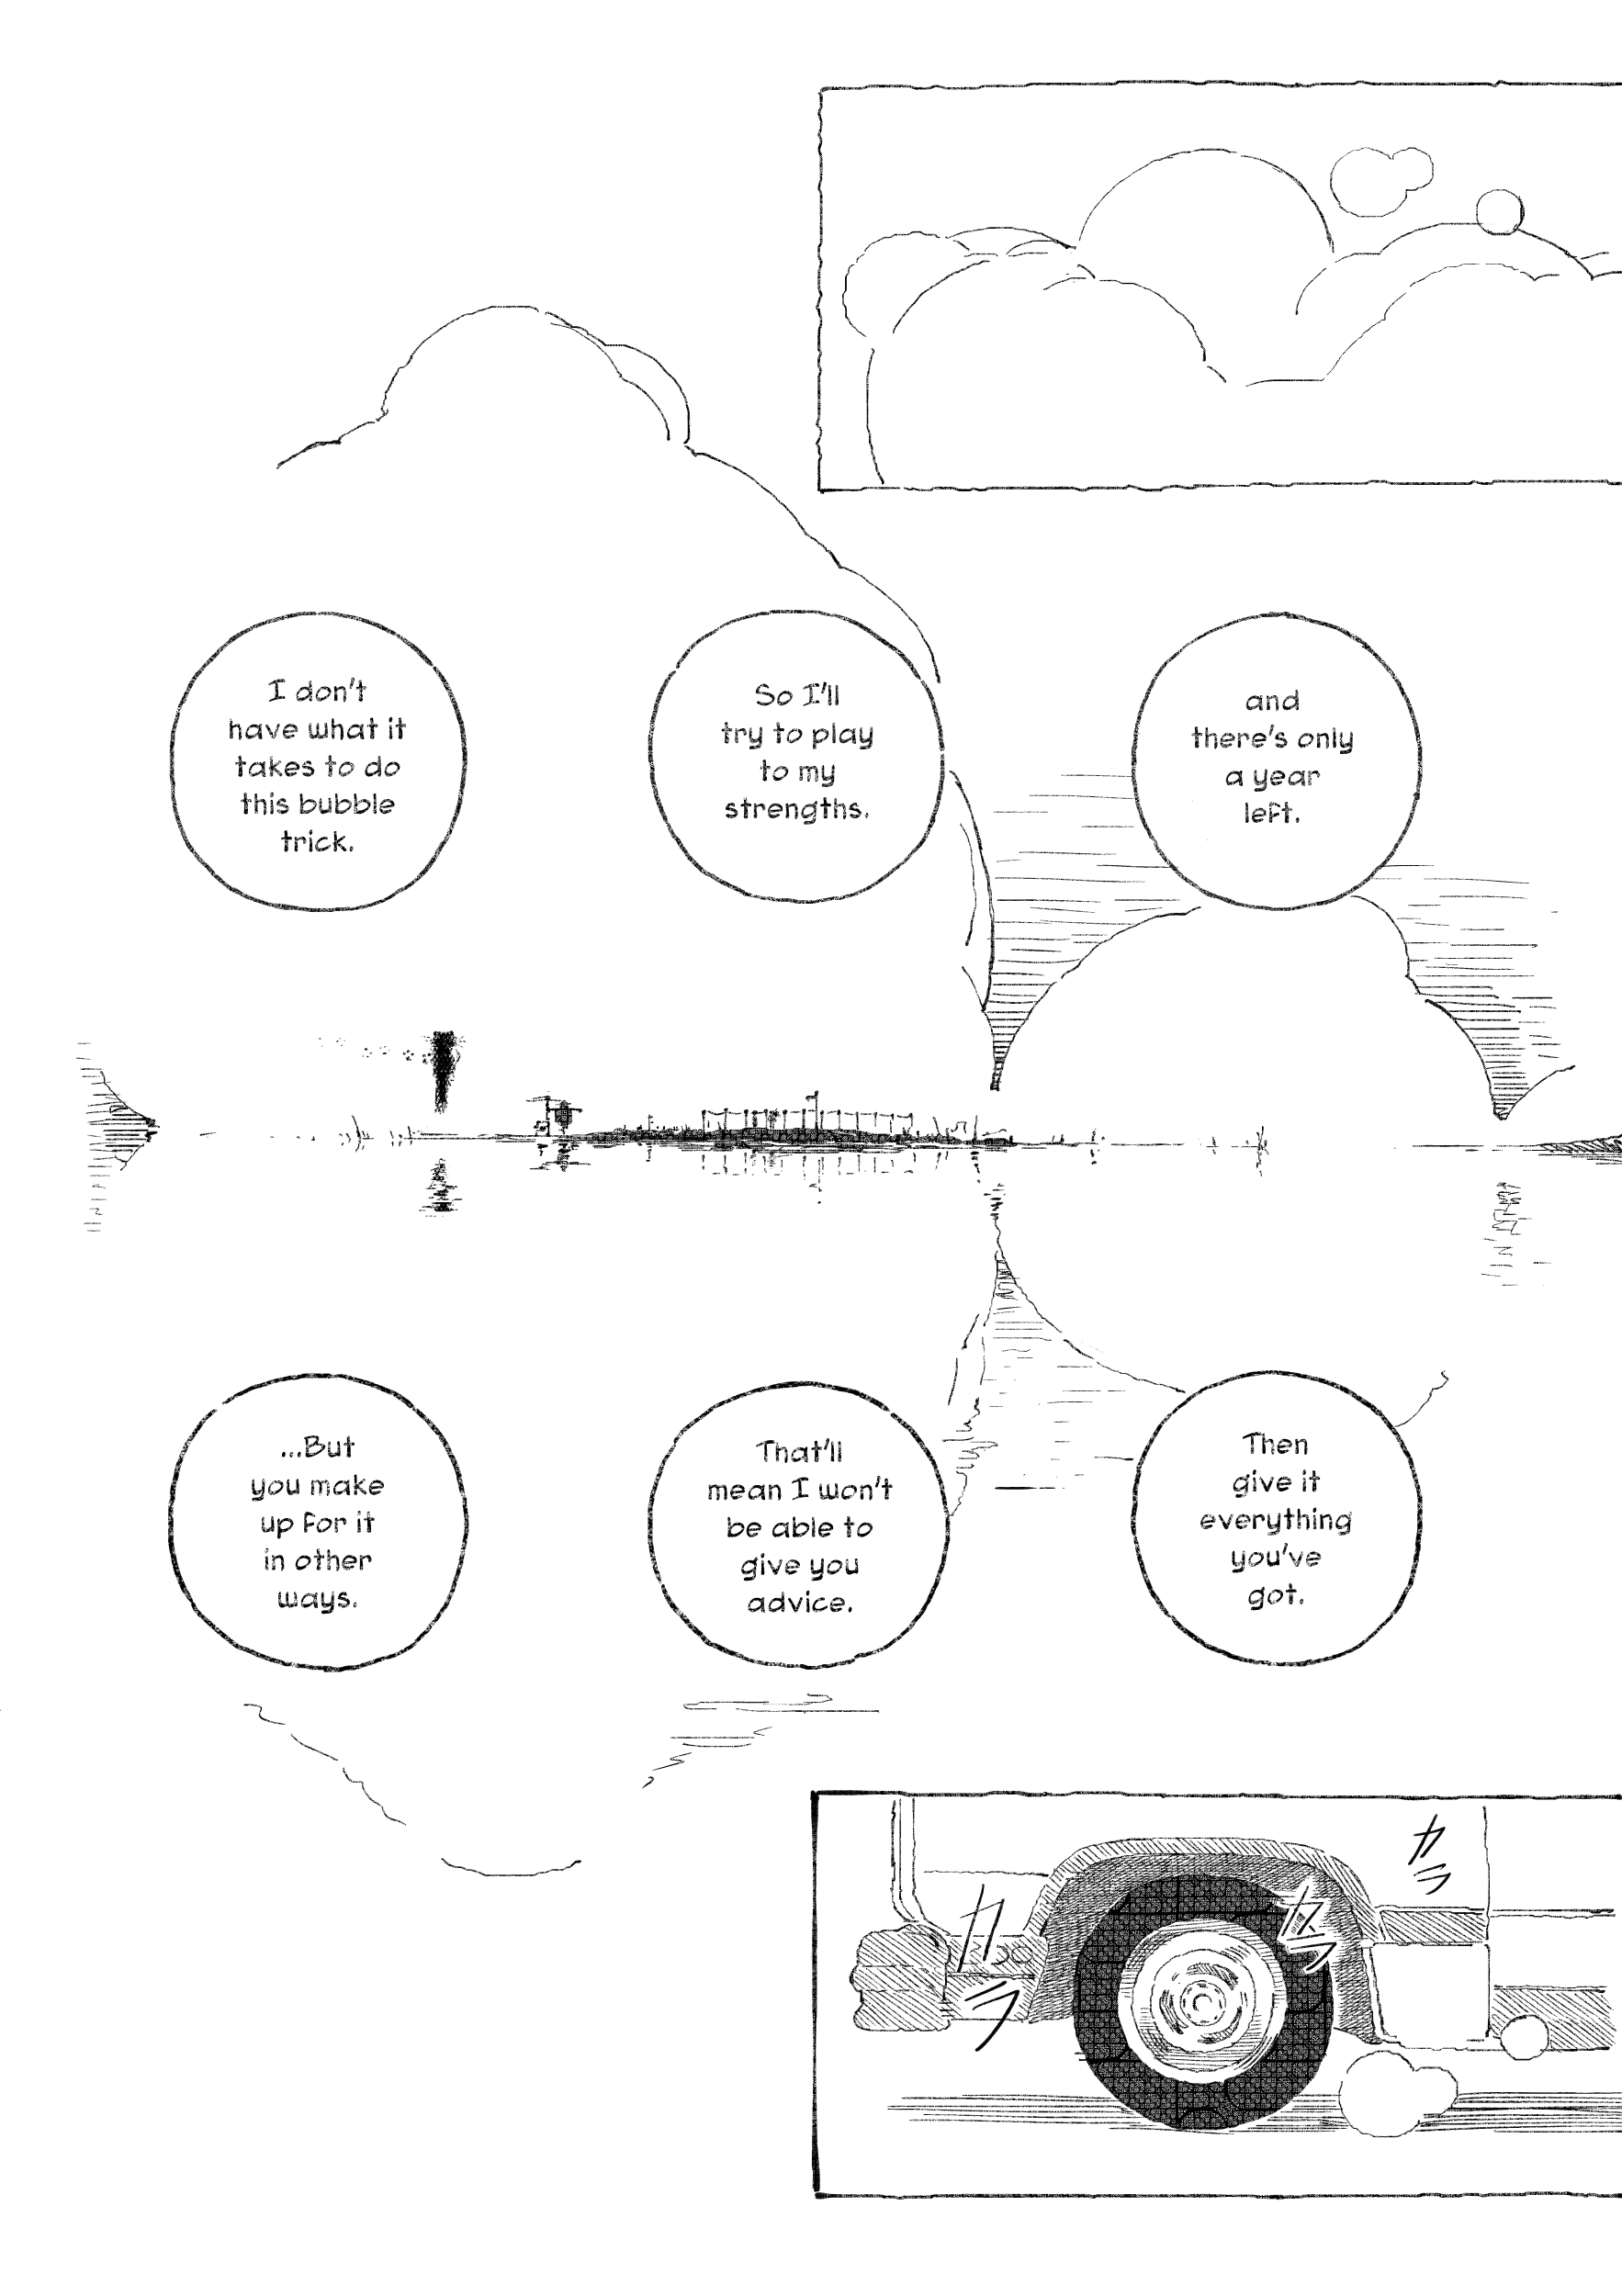 and
there's only
a year
left.
Then
give it
everything
you've
got.
So I'll
try to play
to my
strengths.
That'll
mean I won't
be able to
give you
advice.
I don't
have what it
takes to do
this bubble
trick.
...But
you make
up for it
in other
ways.
カラ
カラ
カラ